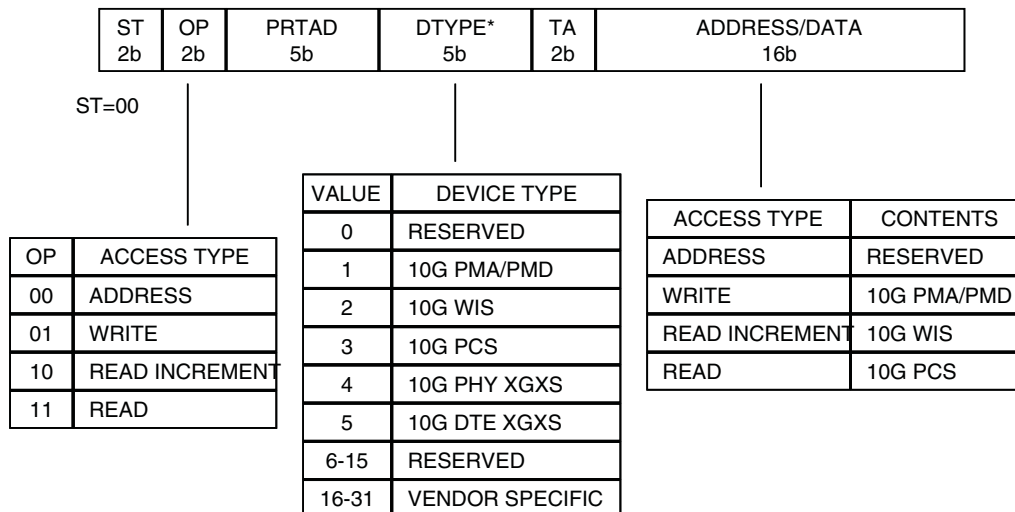 ST OP PRTAD DTYPE* TA ADDRESS/DATA
2b 2b 5b 5b 2b 16b
ST=00
OP ACCESS TYPE
00 ADDRESS
01 WRITE
10 READ INCREMENT
11 READ
VALUE DEVICE TYPE
0 RESERVED
1 10G PMA/PMD
2 10G WIS
3 10G PCS
4 10G PHY XGXS
5 10G DTE XGXS
6-15 RESERVED
16-31 VENDOR SPECIFIC
ACCESS TYPE CONTENTS
ADDRESS RESERVED
WRITE 10G PMA/PMD
READ INCREMENT 10G WIS
READ 10G PCS